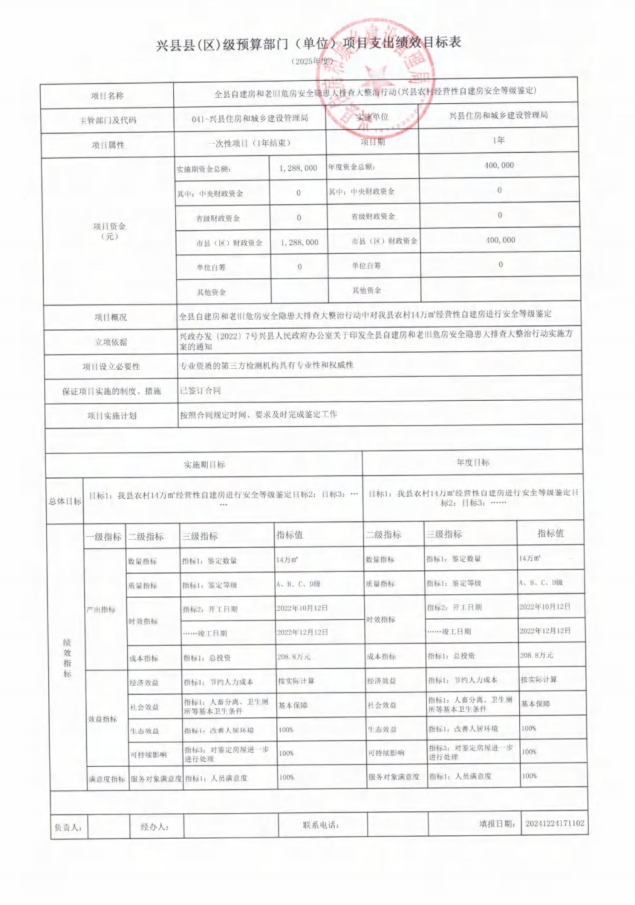 兴县县(区)级预算部门（单位）项目支出绩效目标表
（2025年度）
项目名称 全县自建房和老旧危房安全隐患大排查大整治行动(兴县农村经营性自建房安全等级鉴定)
主管部门及代码 041-兴县住房和城乡建设管理局 实施单位 兴县住房和城乡建设管理局
项目属性 一次性项目（1年结束） 项目期 1年
项目资金（元）
实施期资金总额： 1,288,000 年度资金总额： 400,000
其中：中央财政资金 0 其中：中央财政资金 0
省级财政资金 0 省级财政资金 0
市县（区）财政资金 1,288,000 市县（区）财政资金 400,000
单位自筹 0 单位自筹 0
其他资金 其他资金
项目概况 全县自建房和老旧危房安全隐患大排查大整治行动中对我县农村14万㎡经营性自建房进行安全等级鉴定
立项依据 兴政办发〔2022〕7号兴县人民政府办公室关于印发全县自建房和老旧危房安全隐患大排查大整治行动实施方
案的通知
项目设立必要性 专业资质的第三方检测机构具有专业性和权威性
保证项目实施的制度、措施 已签订合同
项目实施计划 按照合同规定时间、要求及时完成鉴定工作
实施期目标 年度目标
总体目标 目标1：我县农村14万㎡经营性自建房进行安全等级鉴定目标2：目标3：…… 目标1：我县农村14万㎡经营性自建房进行安全等级鉴定目标2：目标3：……
绩效指标
一级指标 二级指标 三级指标 指标值 二级指标 三级指标 指标值
产出指标
数量指标 指标1：鉴定数量 14万㎡ 数量指标 指标1：鉴定数量 14万㎡
质量指标 指标1：鉴定等级 A、B、C、D级 质量指标 指标1：鉴定等级 A、B、C、D级
时效指标 指标2：开工日期 2022年10月12日 时效指标 指标2：开工日期 2022年10月12日
……竣工日期 2022年12月12日 ……竣工日期 2022年12月12日
成本指标 指标1：总投资 208.8万元 成本指标 指标1：总投资 208.8万元
效益指标
经济效益 指标1：节约人力成本 按实际计算 经济效益 指标1：节约人力成本 按实际计算
社会效益 指标1：人畜分离、卫生厕所等基本卫生条件 基本保障 社会效益 指标1：人畜分离、卫生厕所等基本卫生条件 基本保障
生态效益 指标1：改善人居环境 100% 生态效益 指标1：改善人居环境 100%
可持续影响 指标3：对鉴定房屋进一步进行处理 100% 可持续影响 指标3：对鉴定房屋进一步进行处理 100%
满意度指标 服务对象满意度 指标1：人员满意度 100% 服务对象满意度 指标1：人员满意度 100%
负责人： 经办人： 联系电话： 填报日期： 20241224171102